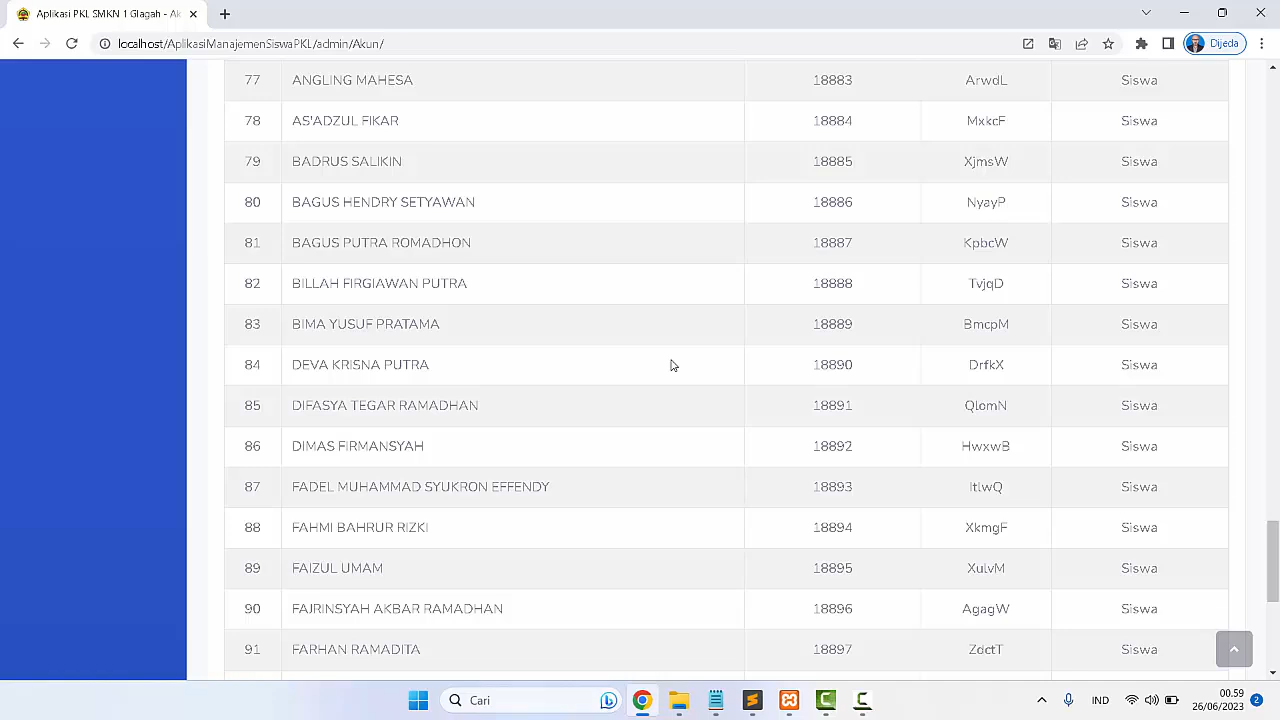 Aplikasi PKL SMKN 1 Glagah - Ak
localhost/AplikasiManajemenSiswaPKL/admin/Akun/
Dijeda
77 ANGLING MAHESA 18883 ArwdL Siswa
78 AS'ADZUL FIKAR 18884 MxkcF Siswa
79 BADRUS SALIKIN 18885 XjmsW Siswa
80 BAGUS HENDRY SETYAWAN 18886 NyayP Siswa
81 BAGUS PUTRA ROMADHON 18887 KpbcW Siswa
82 BILLAH FIRGIAWAN PUTRA 18888 TvjqD Siswa
83 BIMA YUSUF PRATAMA 18889 BmcpM Siswa
84 DEVA KRISNA PUTRA 18890 DrfkX Siswa
85 DIFASYA TEGAR RAMADHAN 18891 QlomN Siswa
86 DIMAS FIRMANSYAH 18892 HwxwB Siswa
87 FADEL MUHAMMAD SYUKRON EFFENDY 18893 ItlwQ Siswa
88 FAHMI BAHRUR RIZKI 18894 XkmgF Siswa
89 FAIZUL UMAM 18895 XulvM Siswa
90 FAJRINSYAH AKBAR RAMADHAN 18896 AgagW Siswa
91 FARHAN RAMADITA 18897 ZdctT Siswa
Cari
IND
00.59
26/06/2023
2